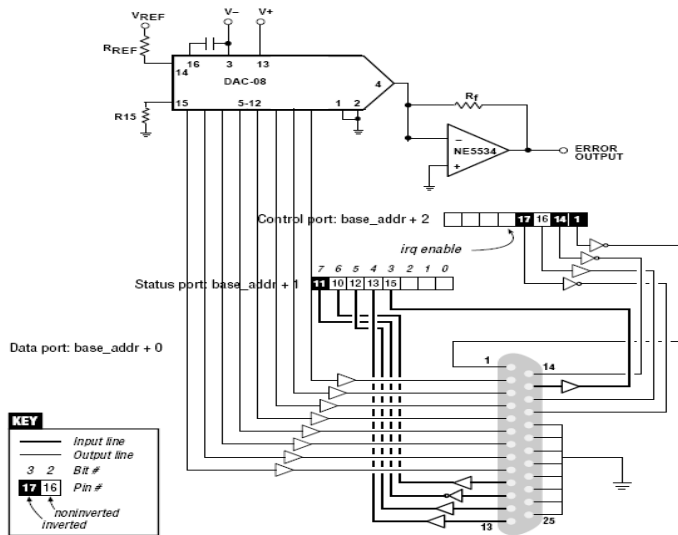 VREF
V−
V+
RREF
16
3
13
14
DAC-08
4
15
5-12
1
2
R15
Rf
−
NE5534
+
ERROR
OUTPUT
Control port: base_addr + 2
17 16 14 1
irq enable
7 6 5 4 3 2 1 0
Status port: base_addr + 1
11 10 12 13 15
Data port: base_addr + 0
1
14
13
25
KEY
Input line
Output line
3 2 Bit #
17 16 Pin #
noninverted
inverted